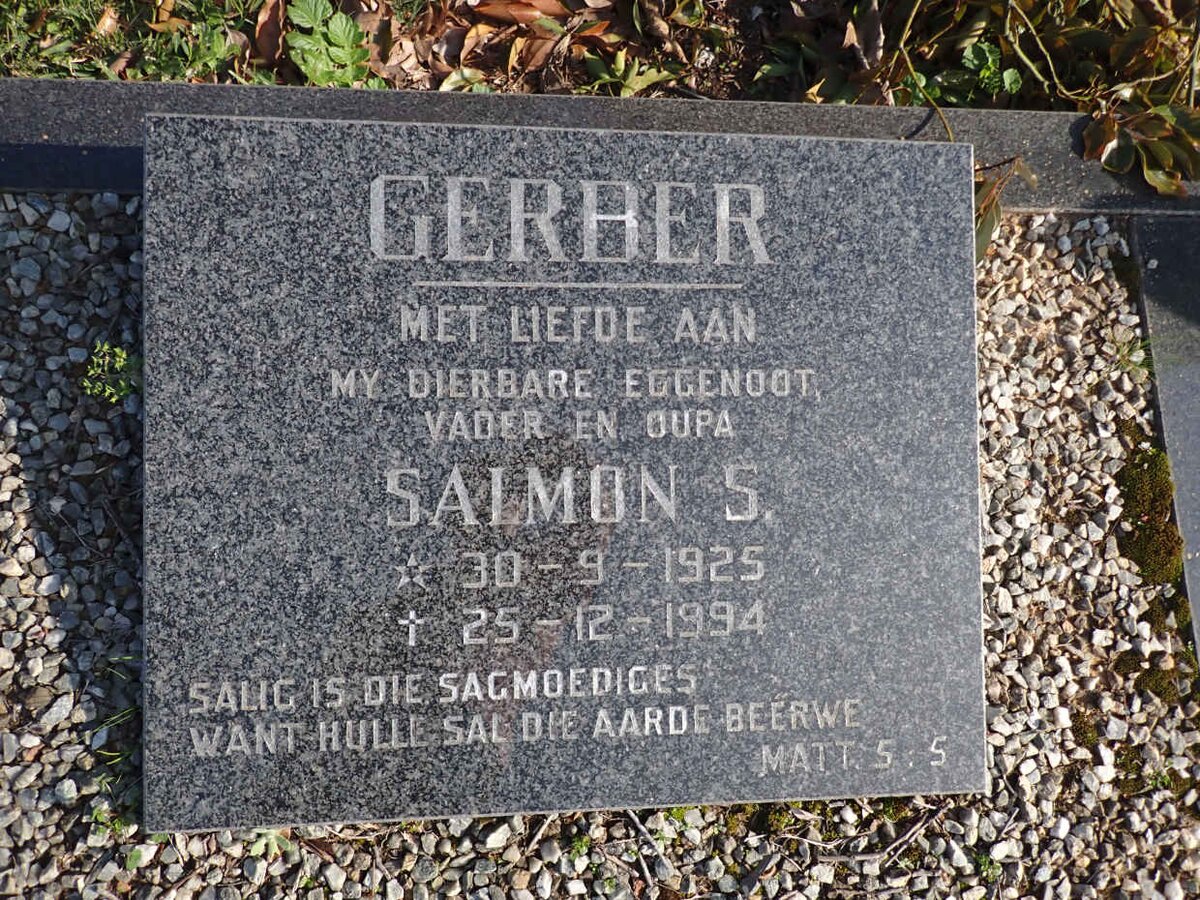 GERBER
MET LIEFDE AAN
MY DIERBARE EGGENOOT,
VADER EN OUPA
SALMON S.
☆ 30-9-1925
† 25-12-1994
SALIG IS DIE SAGMOEDIGES
WANT HULLE SAL DIE AARDE BEËRWE
MATT. 5:5